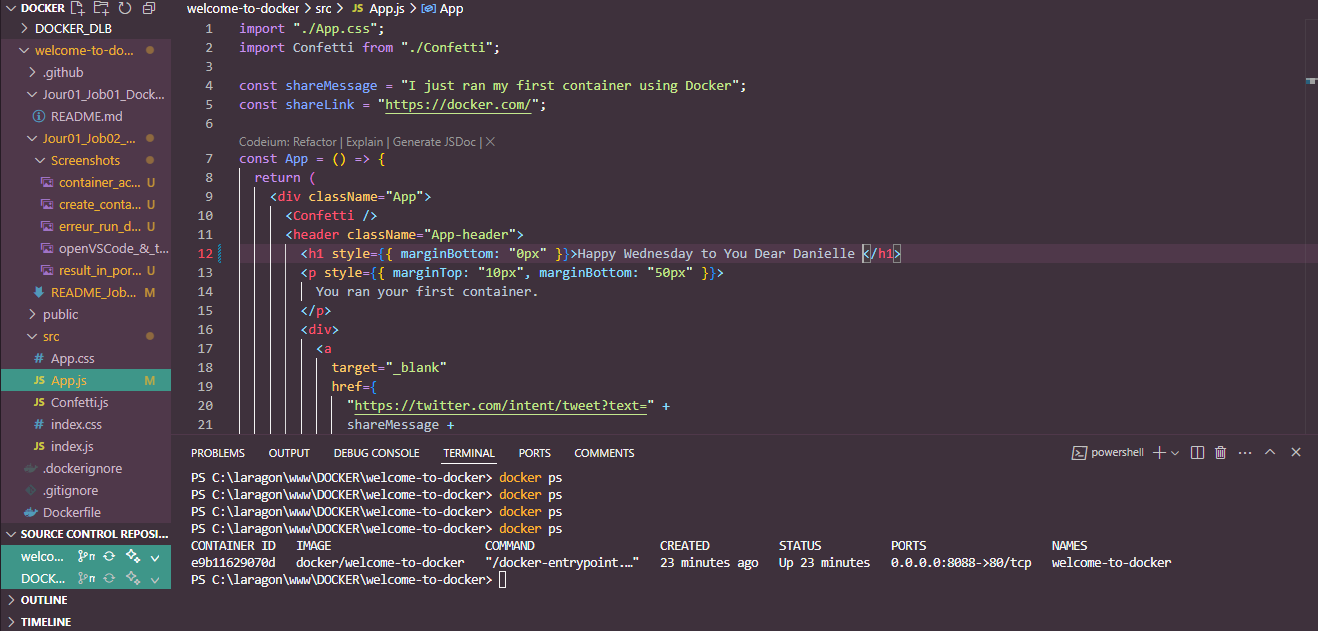 DOCKER
DOCKER_DLB
welcome-to-do...
.github
Jour01_Job01_Dock...
README.md
Jour01_Job02_...
Screenshots
container_ac... U
create_conta... U
erreur_run_d... U
openVSCode_&_t...
result_in_por... U
README_Job... M
public
src
# App.css
JS App.js M
JS Confetti.js
# index.css
JS index.js
.dockerignore
.gitignore
Dockerfile
SOURCE CONTROL REPOSI...
welco...
DOCK...
OUTLINE
TIMELINE
welcome-to-docker > src > JS App.js > App
1 import "./App.css";
2 import Confetti from "./Confetti";
3
4 const shareMessage = "I just ran my first container using Docker";
5 const shareLink = "https://docker.com/";
6
Codeium: Refactor | Explain | Generate JSDoc | X
7 const App = () => {
8 return (
9 <div className="App">
10 <Confetti />
11 <header className="App-header">
12 <h1 style={{ marginBottom: "0px" }}>Happy Wednesday to You Dear Danielle </h1>
13 <p style={{ marginTop: "10px", marginBottom: "50px" }}>
14 You ran your first container.
15 </p>
16 <div>
17 <a
18 target="_blank"
19 href={
20 "https://twitter.com/intent/tweet?text=" +
21 shareMessage +
PROBLEMS OUTPUT DEBUG CONSOLE TERMINAL PORTS COMMENTS powershell
PS C:\laragon\www\DOCKER\welcome-to-docker> docker ps
PS C:\laragon\www\DOCKER\welcome-to-docker> docker ps
PS C:\laragon\www\DOCKER\welcome-to-docker> docker ps
PS C:\laragon\www\DOCKER\welcome-to-docker> docker ps
CONTAINER ID IMAGE COMMAND CREATED STATUS PORTS NAMES
e9b11629070d docker/welcome-to-docker "/docker-entrypoint.…" 23 minutes ago Up 23 minutes 0.0.0.0:8088->80/tcp welcome-to-docker
PS C:\laragon\www\DOCKER\welcome-to-docker>